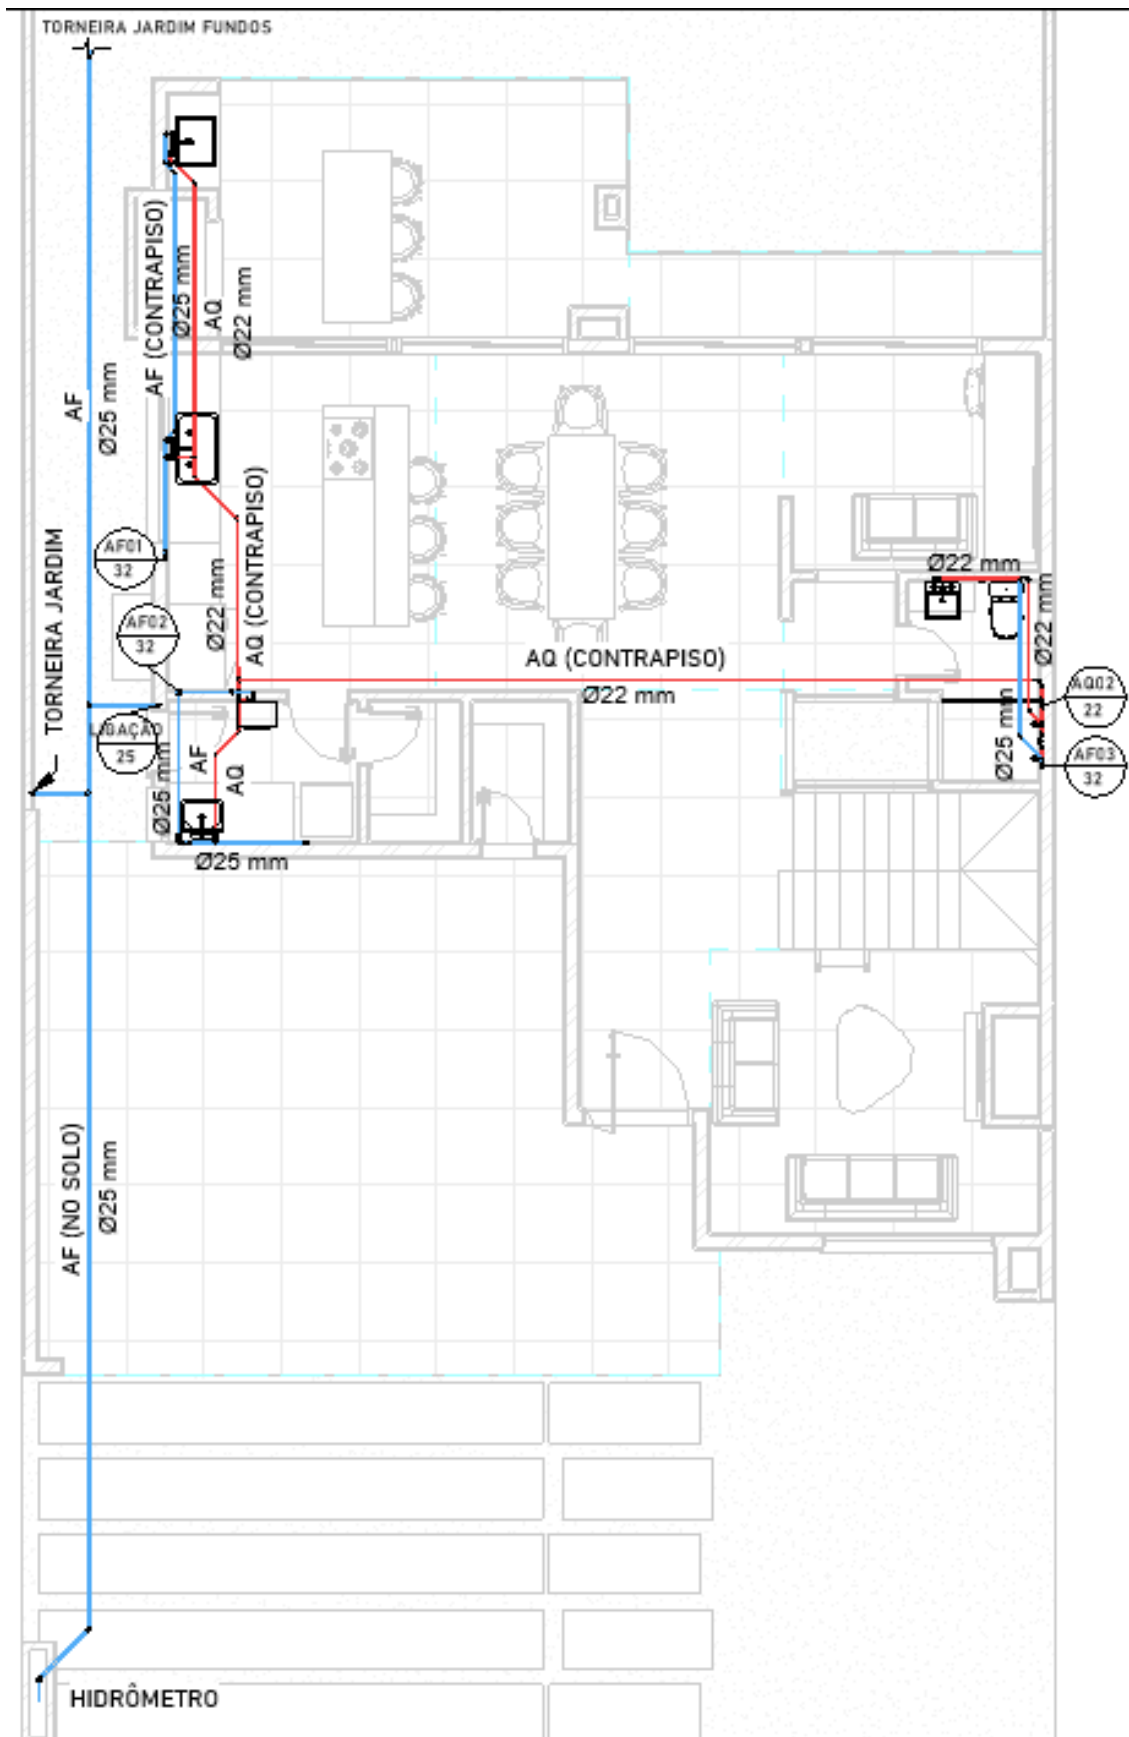 TORNEIRA JARDIM FUNDOS
AF (CONTRAPISO)
Ø25 mm
AQ
Ø22 mm
AF
Ø25 mm
AQ (CONTRAPISO)
Ø22 mm
AF01
32
AF02
32
TORNEIRA JARDIM
LIGAÇÃO
25
Ø25 mm
AF
AQ
Ø25 mm
AQ (CONTRAPISO)
Ø22 mm
Ø22 mm
Ø22 mm
Ø25 mm
AQ02
22
AF03
32
AF (NO SOLO)
Ø25 mm
HIDRÔMETRO